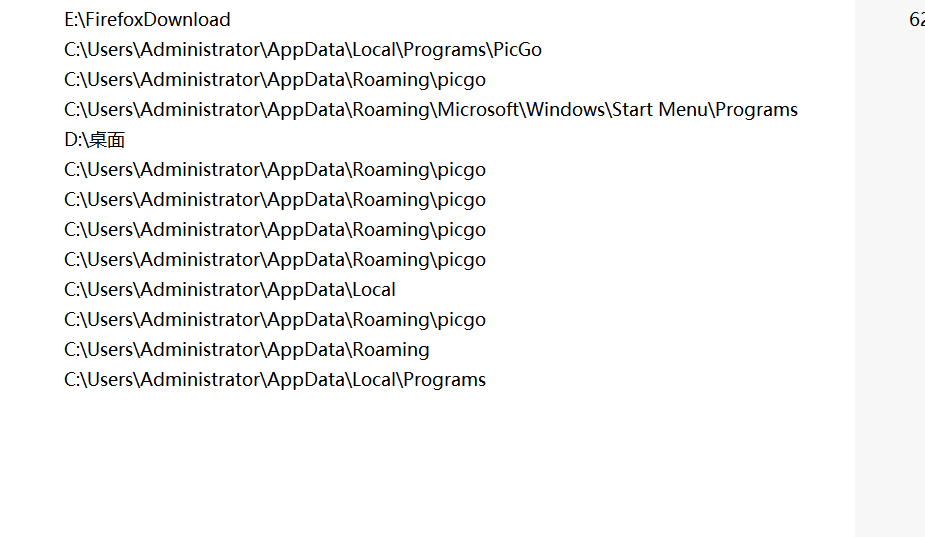 E:\FirefoxDownload
62
C:\Users\Administrator\AppData\Local\Programs\PicGo
C:\Users\Administrator\AppData\Roaming\picgo
C:\Users\Administrator\AppData\Roaming\Microsoft\Windows\Start Menu\Programs
D:\桌面
C:\Users\Administrator\AppData\Roaming\picgo
C:\Users\Administrator\AppData\Roaming\picgo
C:\Users\Administrator\AppData\Roaming\picgo
C:\Users\Administrator\AppData\Roaming\picgo
C:\Users\Administrator\AppData\Local
C:\Users\Administrator\AppData\Roaming\picgo
C:\Users\Administrator\AppData\Roaming
C:\Users\Administrator\AppData\Local\Programs